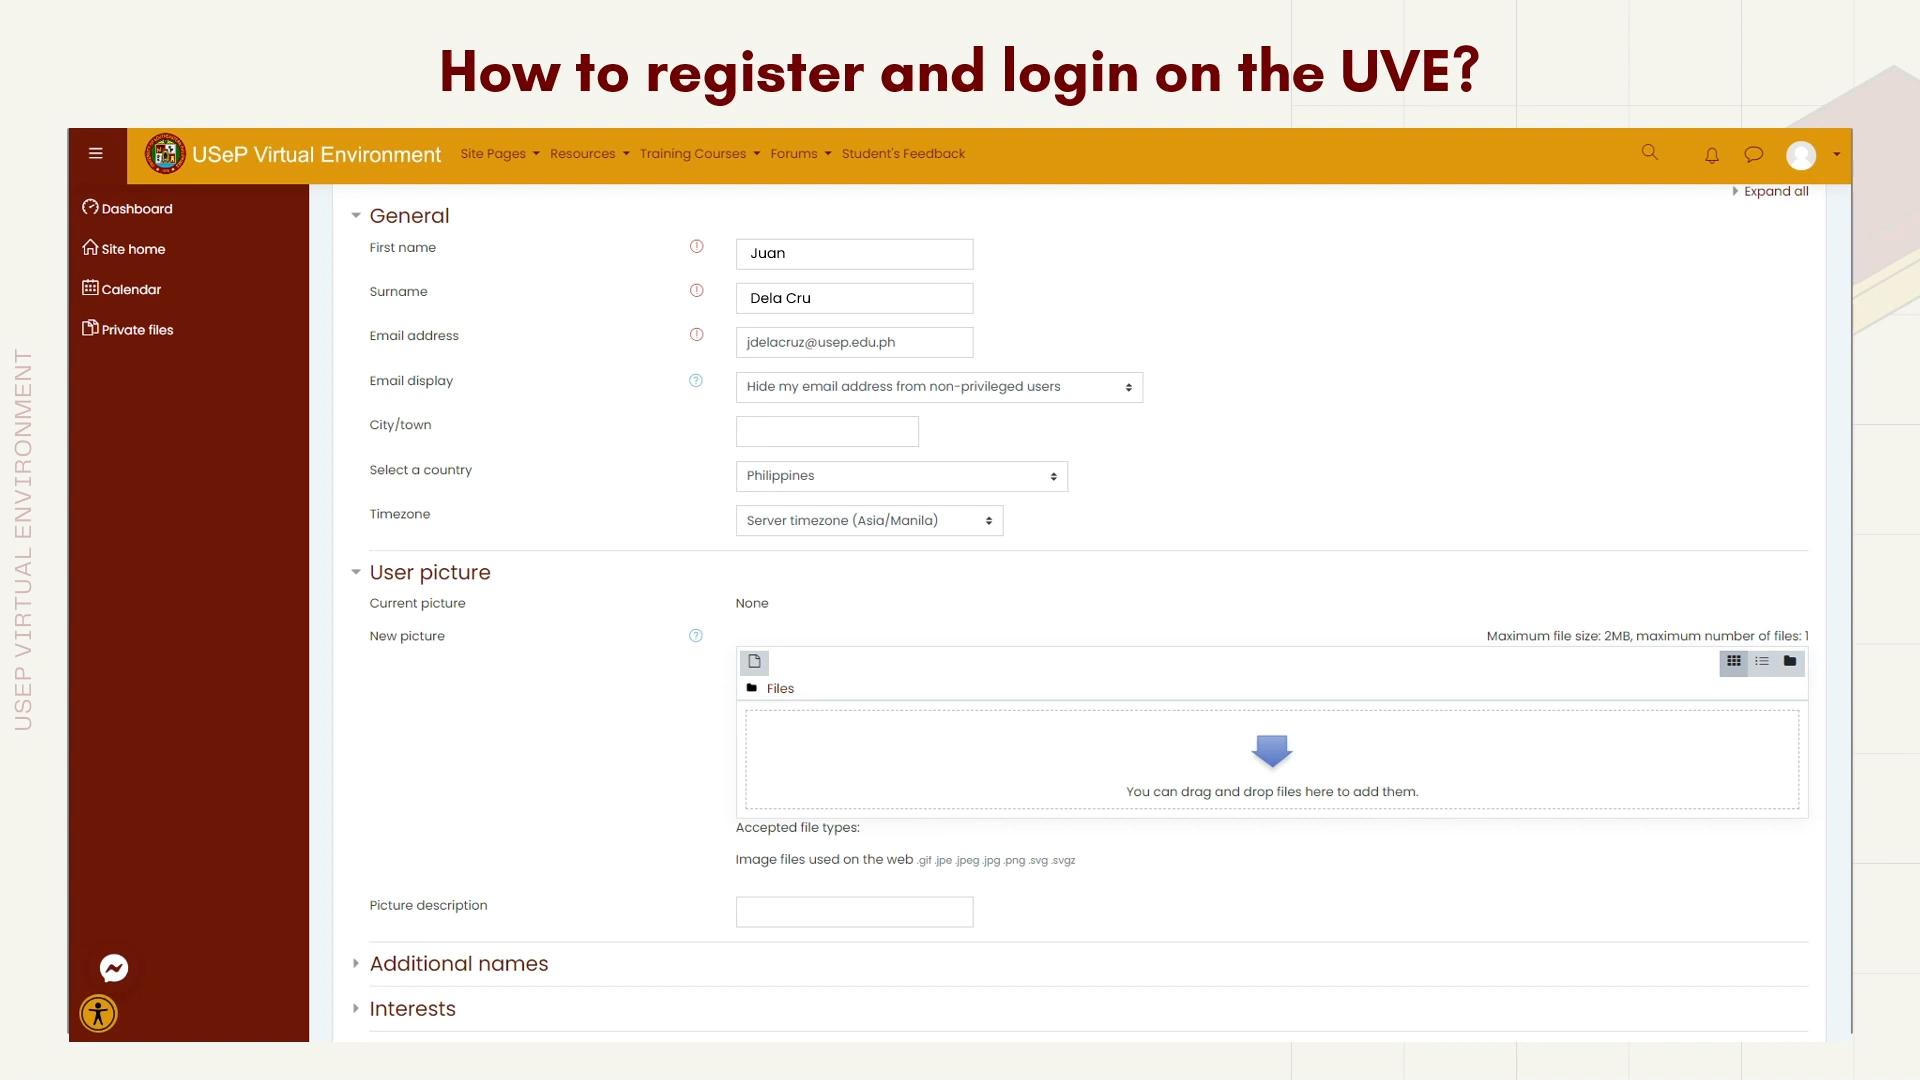 How to register and login on the UVE?
USeP Virtual Environment
Site Pages
Resources
Training Courses
Forums
Student's Feedback
Dashboard
Site home
Calendar
Private files
USEP VIRTUAL ENVIRONMENT
Expand all
General
First name
Juan
Surname
Dela Cru
Email address
jdelacruz@usep.edu.ph
Email display
Hide my email address from non-privileged users
City/town
Select a country
Philippines
Timezone
Server timezone (Asia/Manila)
User picture
Current picture
None
New picture
Maximum file size: 2MB, maximum number of files: 1
Files
You can drag and drop files here to add them.
Accepted file types:
Image files used on the web .gif .jpe .jpeg .jpg .png .svg .svgz
Picture description
Additional names
Interests